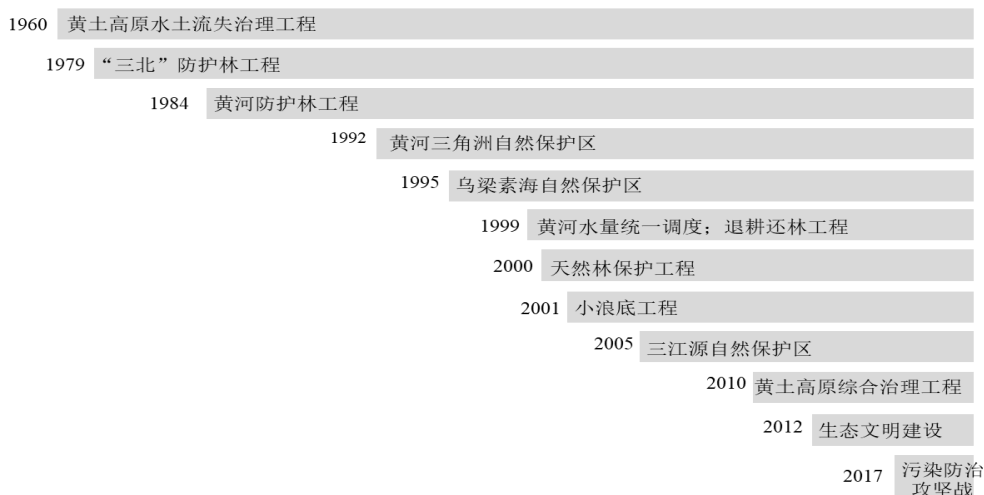 1960 黄土高原水土流失治理工程
1979 “三北”防护林工程
1984 黄河防护林工程
1992 黄河三角洲自然保护区
1995 乌梁素海自然保护区
1999 黄河水量统一调度；退耕还林工程
2000 天然林保护工程
2001 小浪底工程
2005 三江源自然保护区
2010 黄土高原综合治理工程
2012 生态文明建设
2017 污染防治
攻坚战